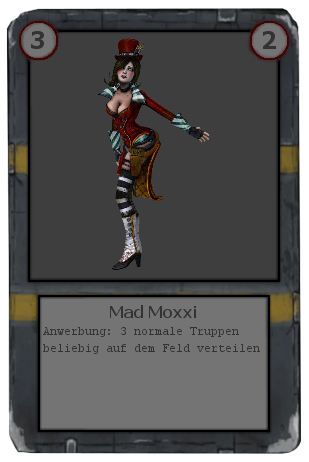 3 2
Mad Moxxi
Anwerbung: 3 normale Truppen
beliebig auf dem Feld verteilen